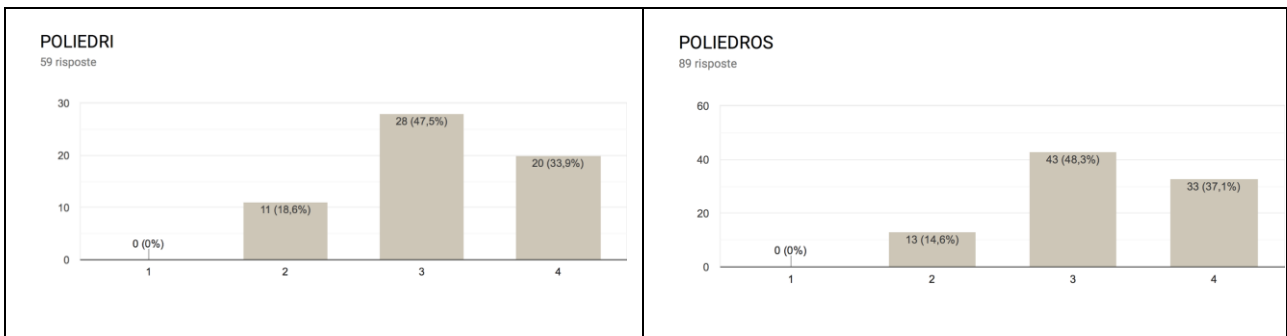 POLIEDRI
59 risposte
30
20
10
0
0 (0%)
11 (18,6%)
28 (47,5%)
20 (33,9%)
1 2 3 4
POLIEDROS
89 risposte
60
40
20
0
0 (0%)
13 (14,6%)
43 (48,3%)
33 (37,1%)
1 2 3 4